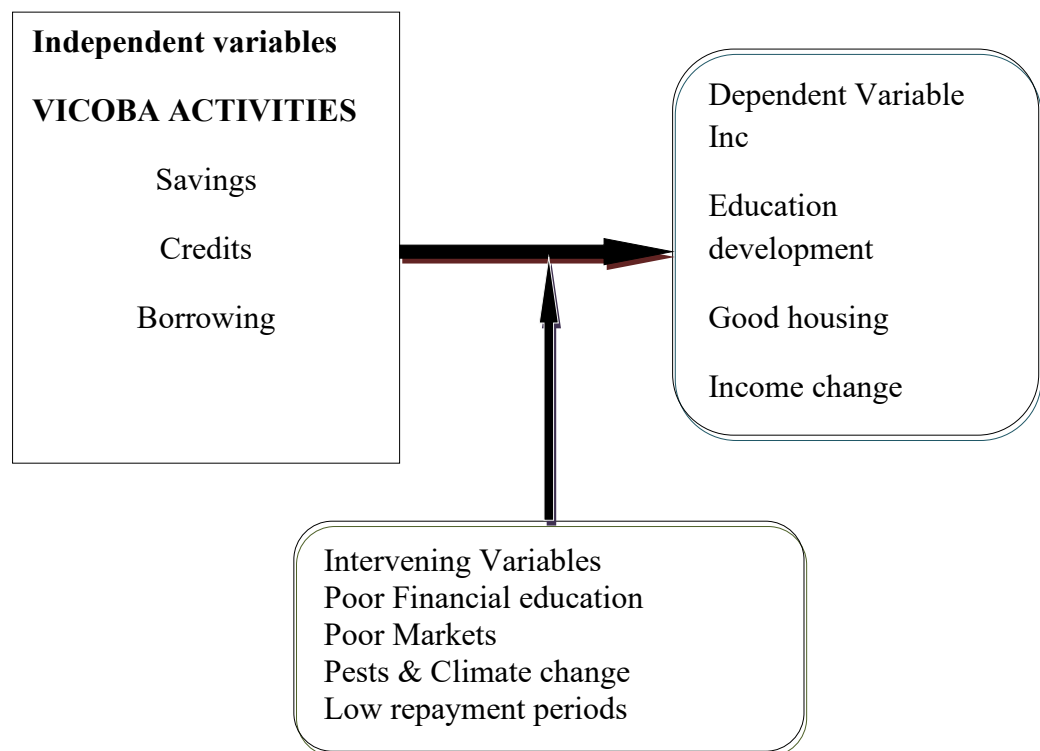 Independent variables
VICOBA ACTIVITIES
Savings
Credits
Borrowing
Dependent Variable
Inc
Education
development
Good housing
Income change
Intervening Variables
Poor Financial education
Poor Markets
Pests & Climate change
Low repayment periods